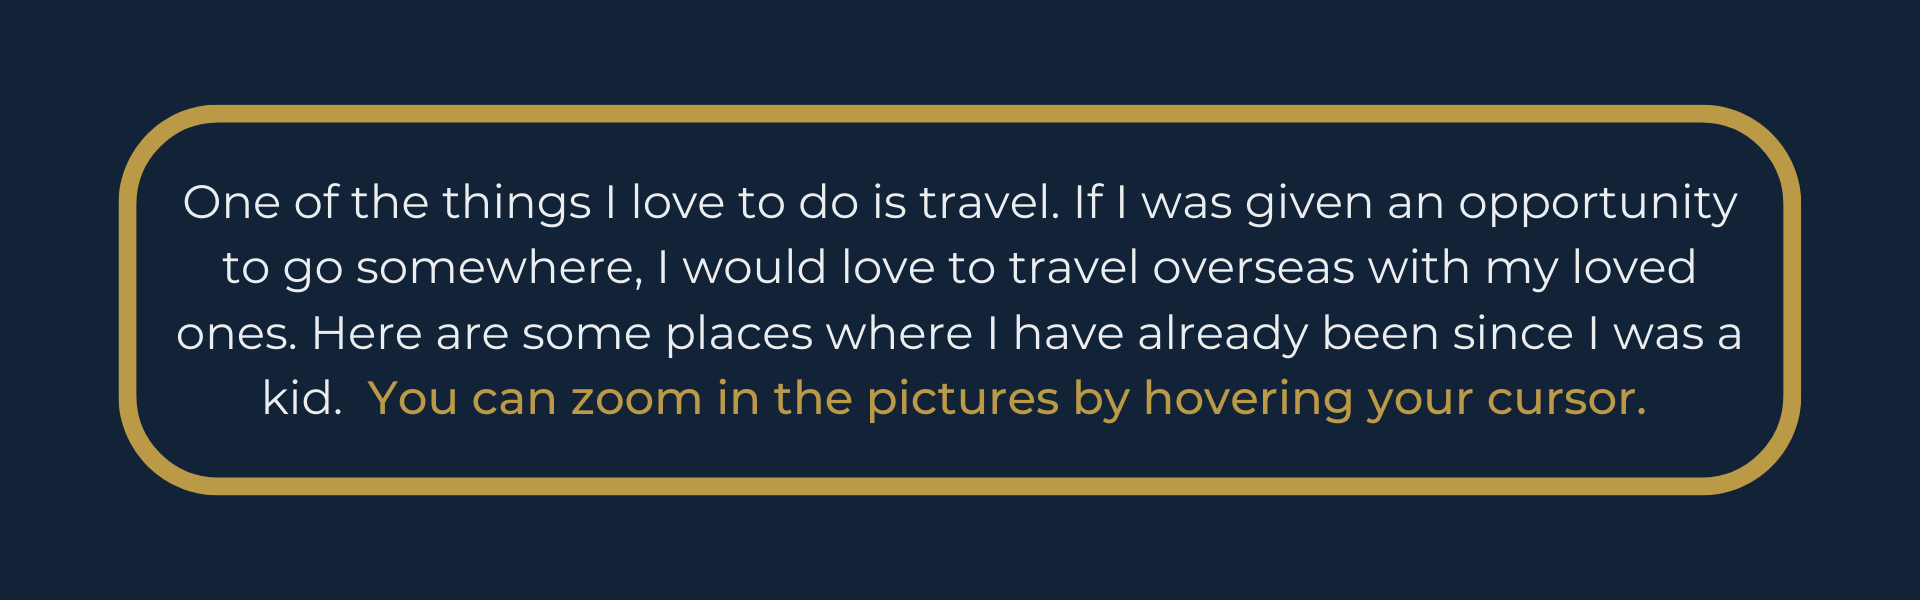 One of the things I love to do is travel. If I was given an opportunity
to go somewhere, I would love to travel overseas with my loved
ones. Here are some places where I have already been since I was a
kid.  You can zoom in the pictures by hovering your cursor.